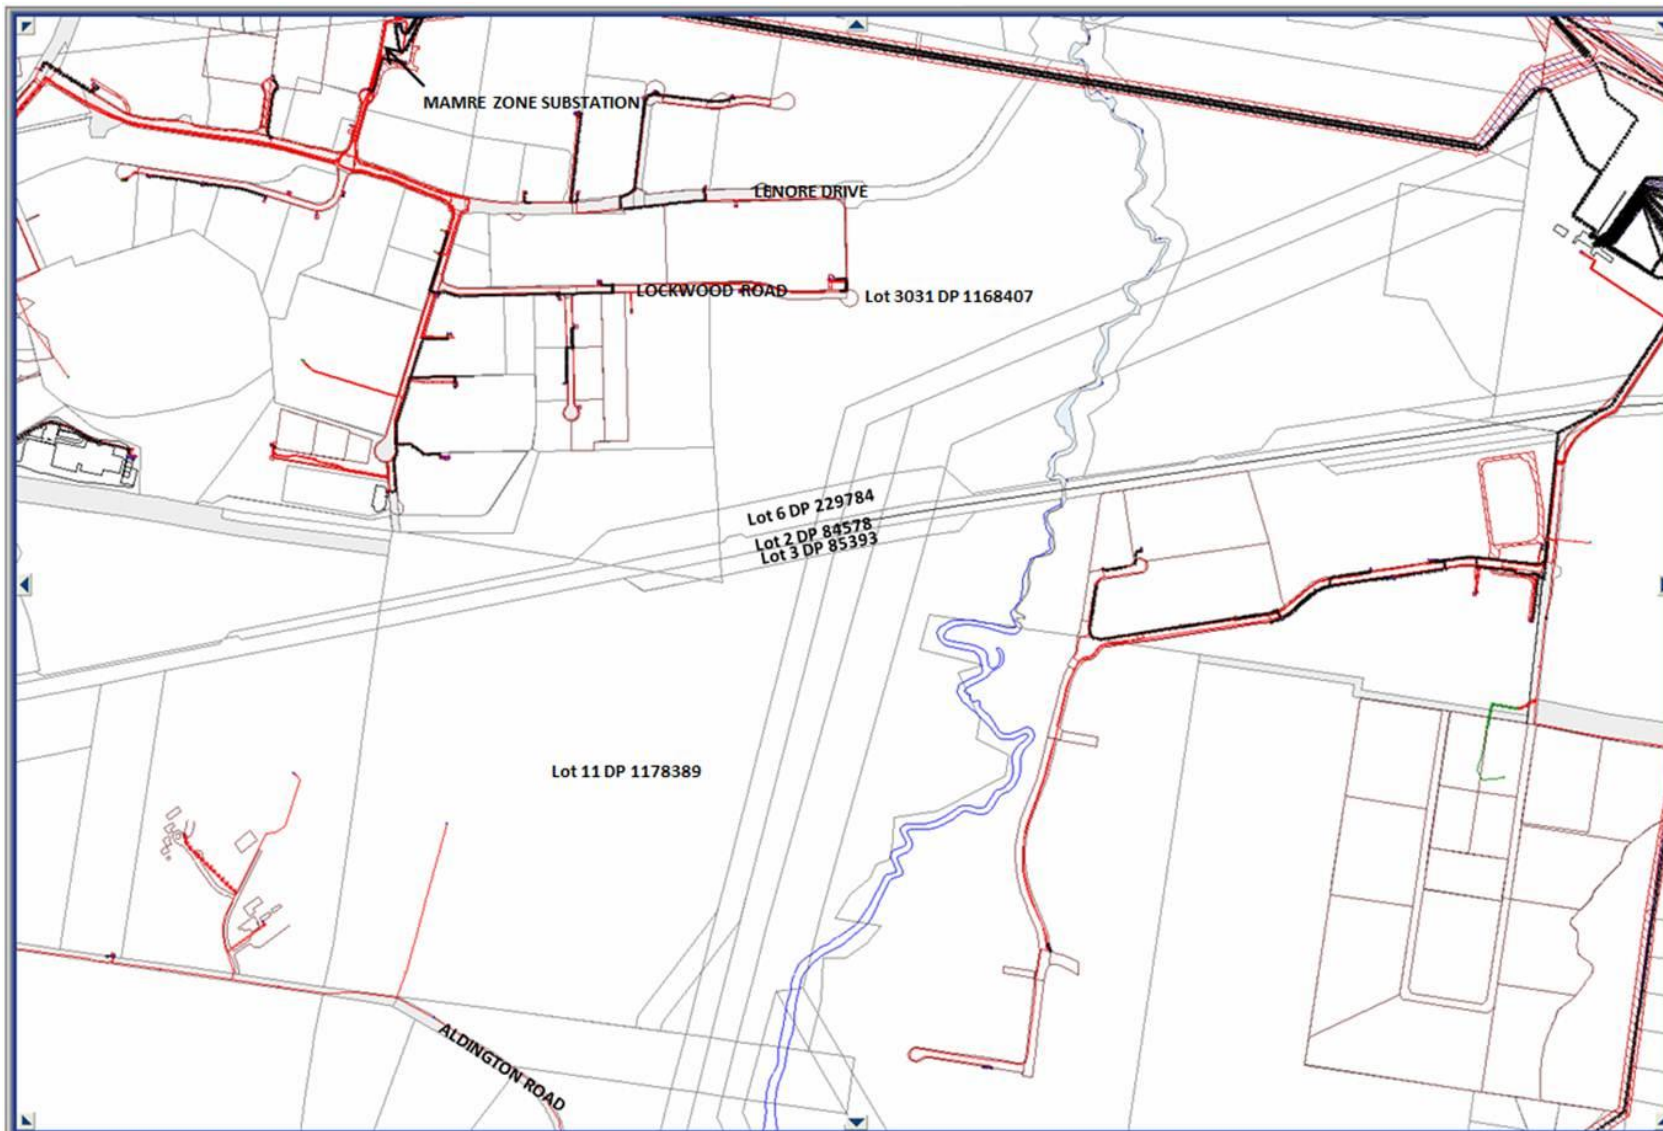 MAMRE ZONE SUBSTATION
LENORE DRIVE
LOCKWOOD ROAD
Lot 3031 DP 1168407
Lot 6 DP 229784
Lot 2 DP 84578
Lot 3 DP 85393
Lot 11 DP 1178389
ALDINGTON ROAD